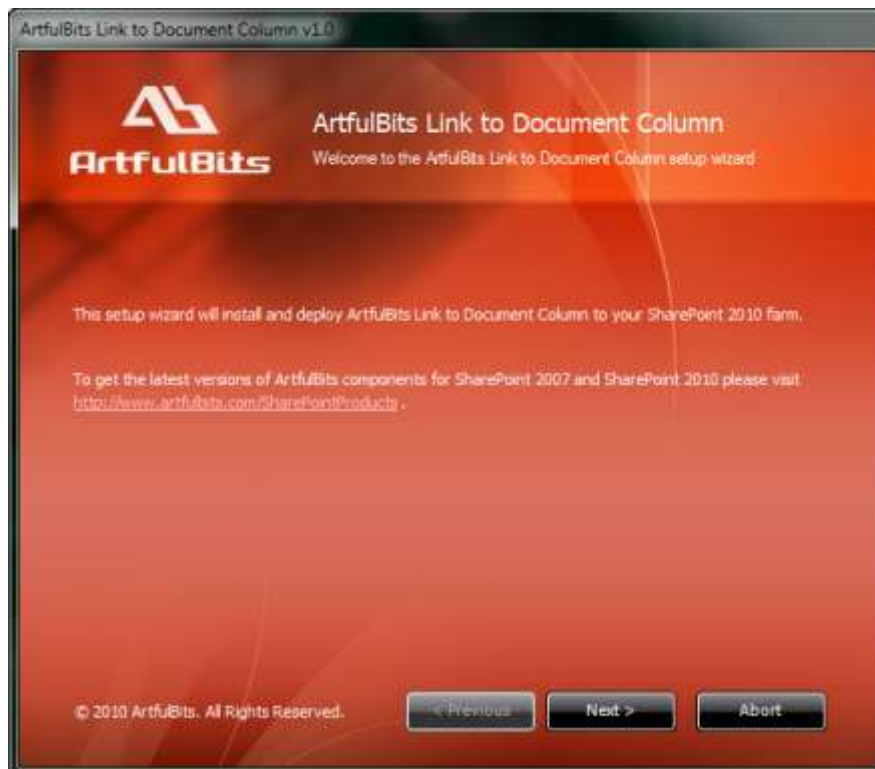 ArtfulBits Link to Document Column v1.0
ArtfulBits
ArtfulBits Link to Document Column
Welcome to the ArtfulBits Link to Document Column setup wizard
This setup wizard will install and deploy ArtfulBits Link to Document Column to your SharePoint 2010 farm.
To get the latest versions of ArtfulBits components for SharePoint 2007 and SharePoint 2010 please visit
http://www.artfulbits.com/SharePointProducts .
© 2010 ArtfulBits. All Rights Reserved.
< Previous
Next >
Abort